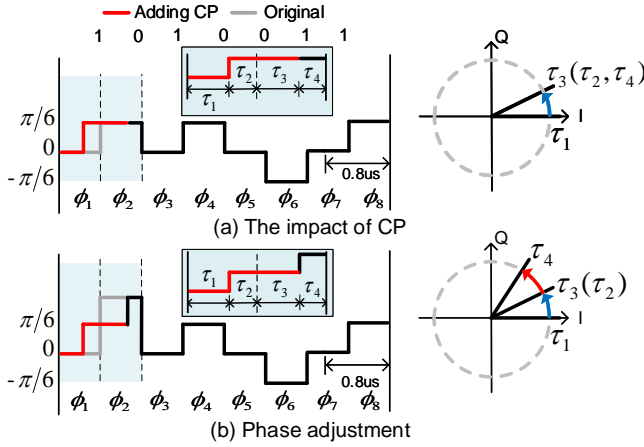 Adding CP Original
1 0 0 0 1 1
τ1 τ2 τ3 τ4
π/6
0
-π/6
ϕ1 ϕ2 ϕ3 ϕ4 ϕ5 ϕ6 ϕ7 ϕ8
0.8us
Q
τ3(τ2,τ4)
I
τ1
(a) The impact of CP
τ1 τ2 τ3 τ4
π/6
0
-π/6
ϕ1 ϕ2 ϕ3 ϕ4 ϕ5 ϕ6 ϕ7 ϕ8
0.8us
Q
τ4
τ3(τ2)
I
τ1
(b) Phase adjustment